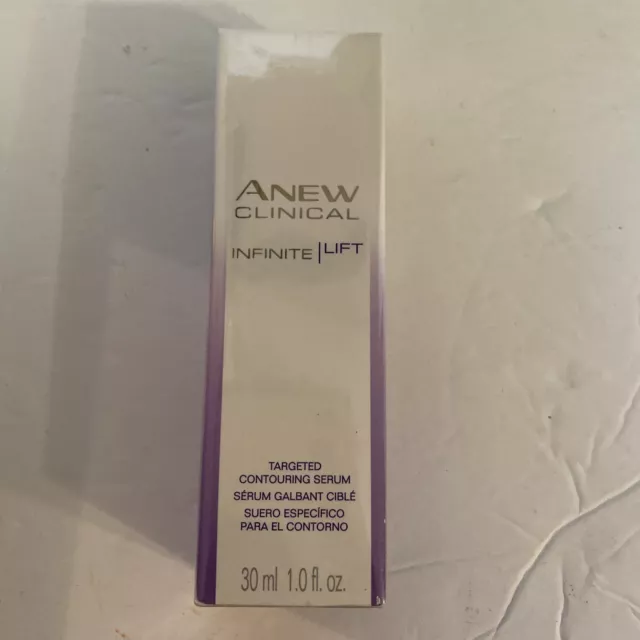 ANEW
CLINICAL
INFINITE | LIFT
TARGETED
CONTOURING SERUM
SÉRUM GALBANT CIBLÉ
SUERO ESPECÍFICO
PARA EL CONTORNO
30 ml 1.0 fl. oz.